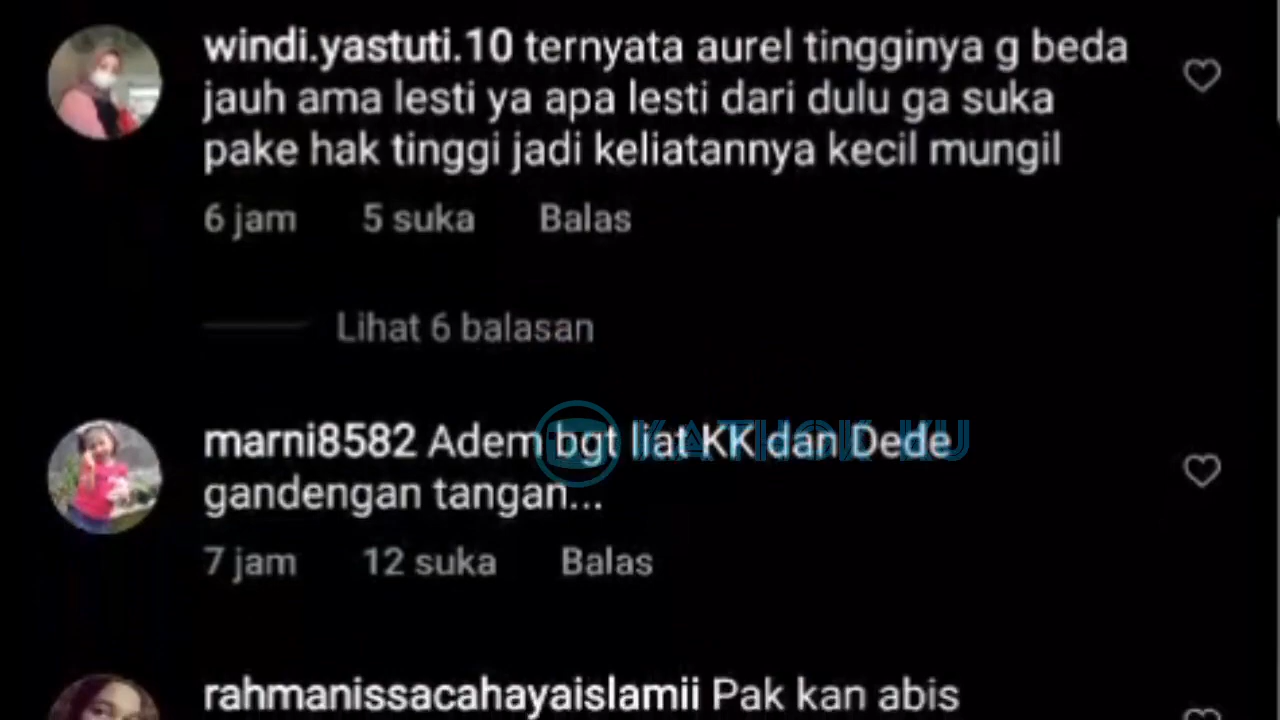 windi.yastuti.10 ternyata aurel tingginya g beda
jauh ama lesti ya apa lesti dari dulu ga suka
pake hak tinggi jadi keliatannya kecil mungil
6 jam 5 suka Balas
Lihat 6 balasan
marni8582 Adem bgt liat KK dan Dede
KATHOK KU
gandengan tangan...
7 jam 12 suka Balas
rahmanissacahayaislamii Pak kan abis